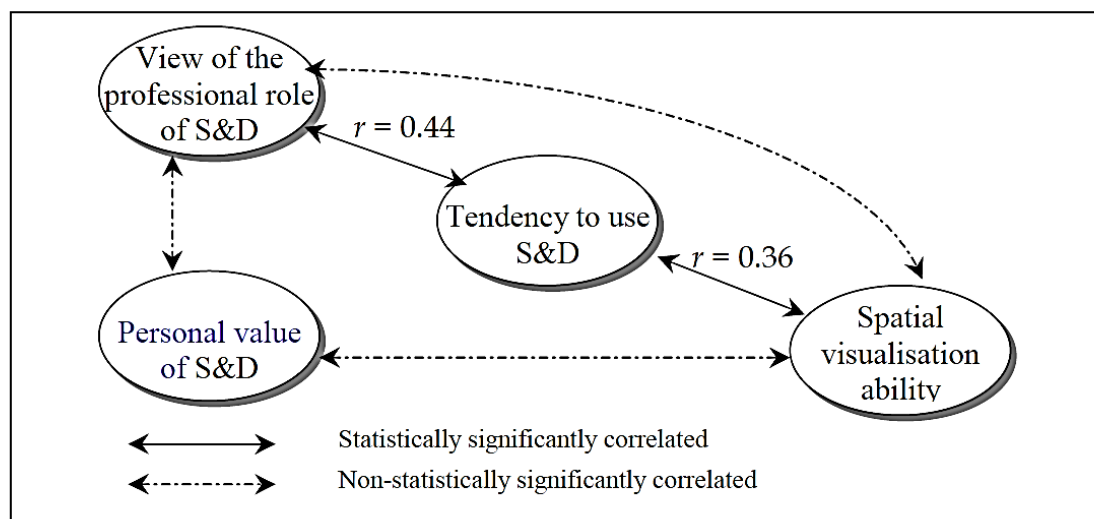 View of the
professional role
of S&D
r = 0.44
Tendency to use
S&D
r = 0.36
Personal value
of S&D
Spatial
visualisation
ability
Statistically significantly correlated
Non-statistically significantly correlated